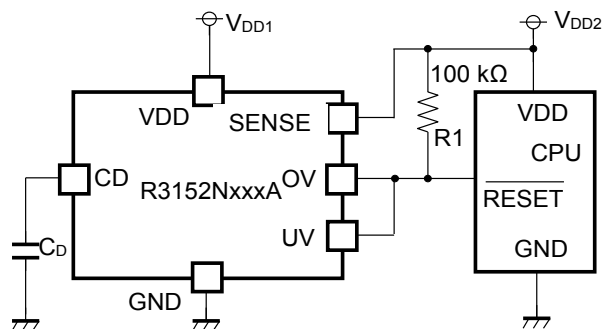 VDD1
VDD2
100 kΩ
VDD
SENSE
R1
VDD
CPU
CD
R3152NxxxA
OV
RESET
UV
CD
GND
GND